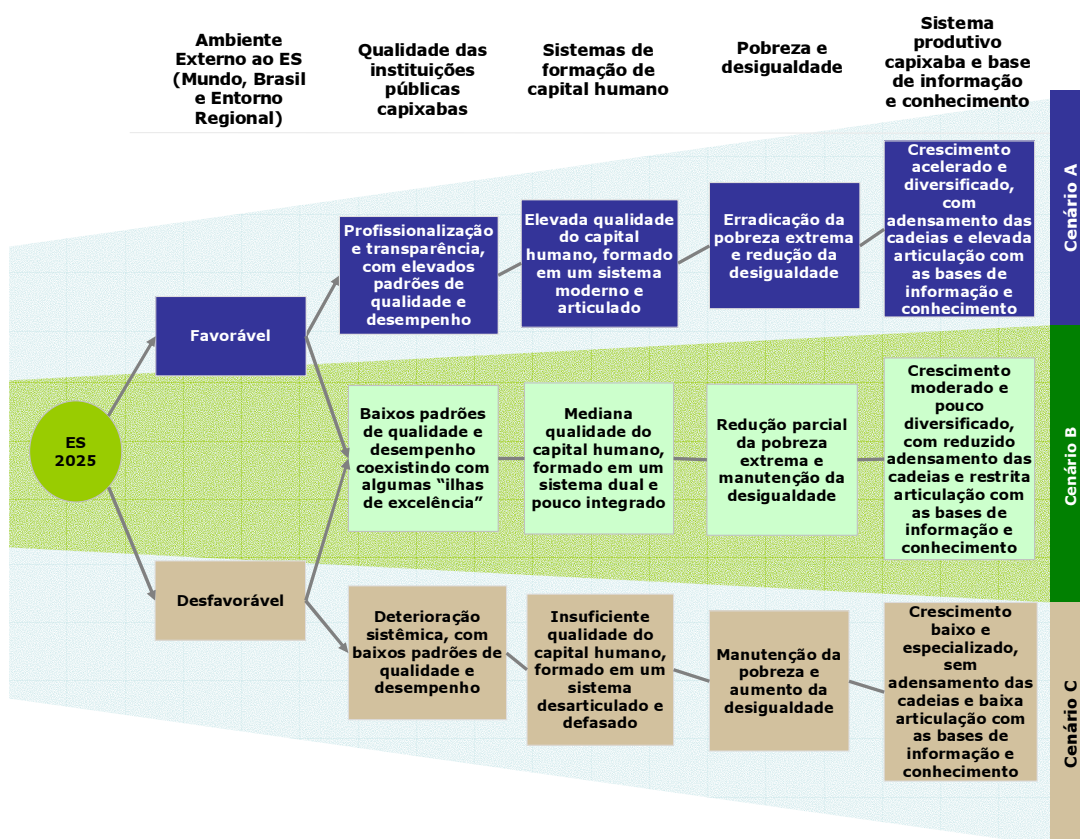 Ambiente
Externo ao ES
(Mundo, Brasil
e Entorno
Regional)
Qualidade das
instituições
públicas
capixabas
Sistemas de
formação de
capital humano
Pobreza e
desigualdade
Sistema
produtivo
capixaba e base
de informação
e conhecimento
ES
2025
Favorável
Profissionalização
e transparência,
com elevados
padrões de
qualidade e
desempenho
Elevada qualidade
do capital
humano, formado
em um sistema
moderno e
articulado
Erradicação da
pobreza extrema
e redução da
desigualdade
Crescimento
acelerado e
diversificado,
com
adensamento das
cadeias e elevada
articulação com
as bases de
informação e
conhecimento
Cenário A
Baixos padrões
de qualidade e
desempenho
coexistindo com
algumas “ilhas
de excelência”
Mediana
qualidade do
capital humano,
formado em um
sistema dual e
pouco integrado
Redução parcial
da pobreza
extrema e
manutenção da
desigualdade
Crescimento
moderado e
pouco
diversificado,
com reduzido
adensamento das
cadeias e restrita
articulação com
as bases de
informação e
conhecimento
Cenário B
Desfavorável
Deterioração
sistêmica, com
baixos padrões de
qualidade e
desempenho
Insuficiente
qualidade do
capital humano,
formado em um
sistema
desarticulado e
defasado
Manutenção da
pobreza e
aumento da
desigualdade
Crescimento
baixo e
especializado,
sem
adensamento das
cadeias e baixa
articulação com
as bases de
informação e
conhecimento
Cenário C